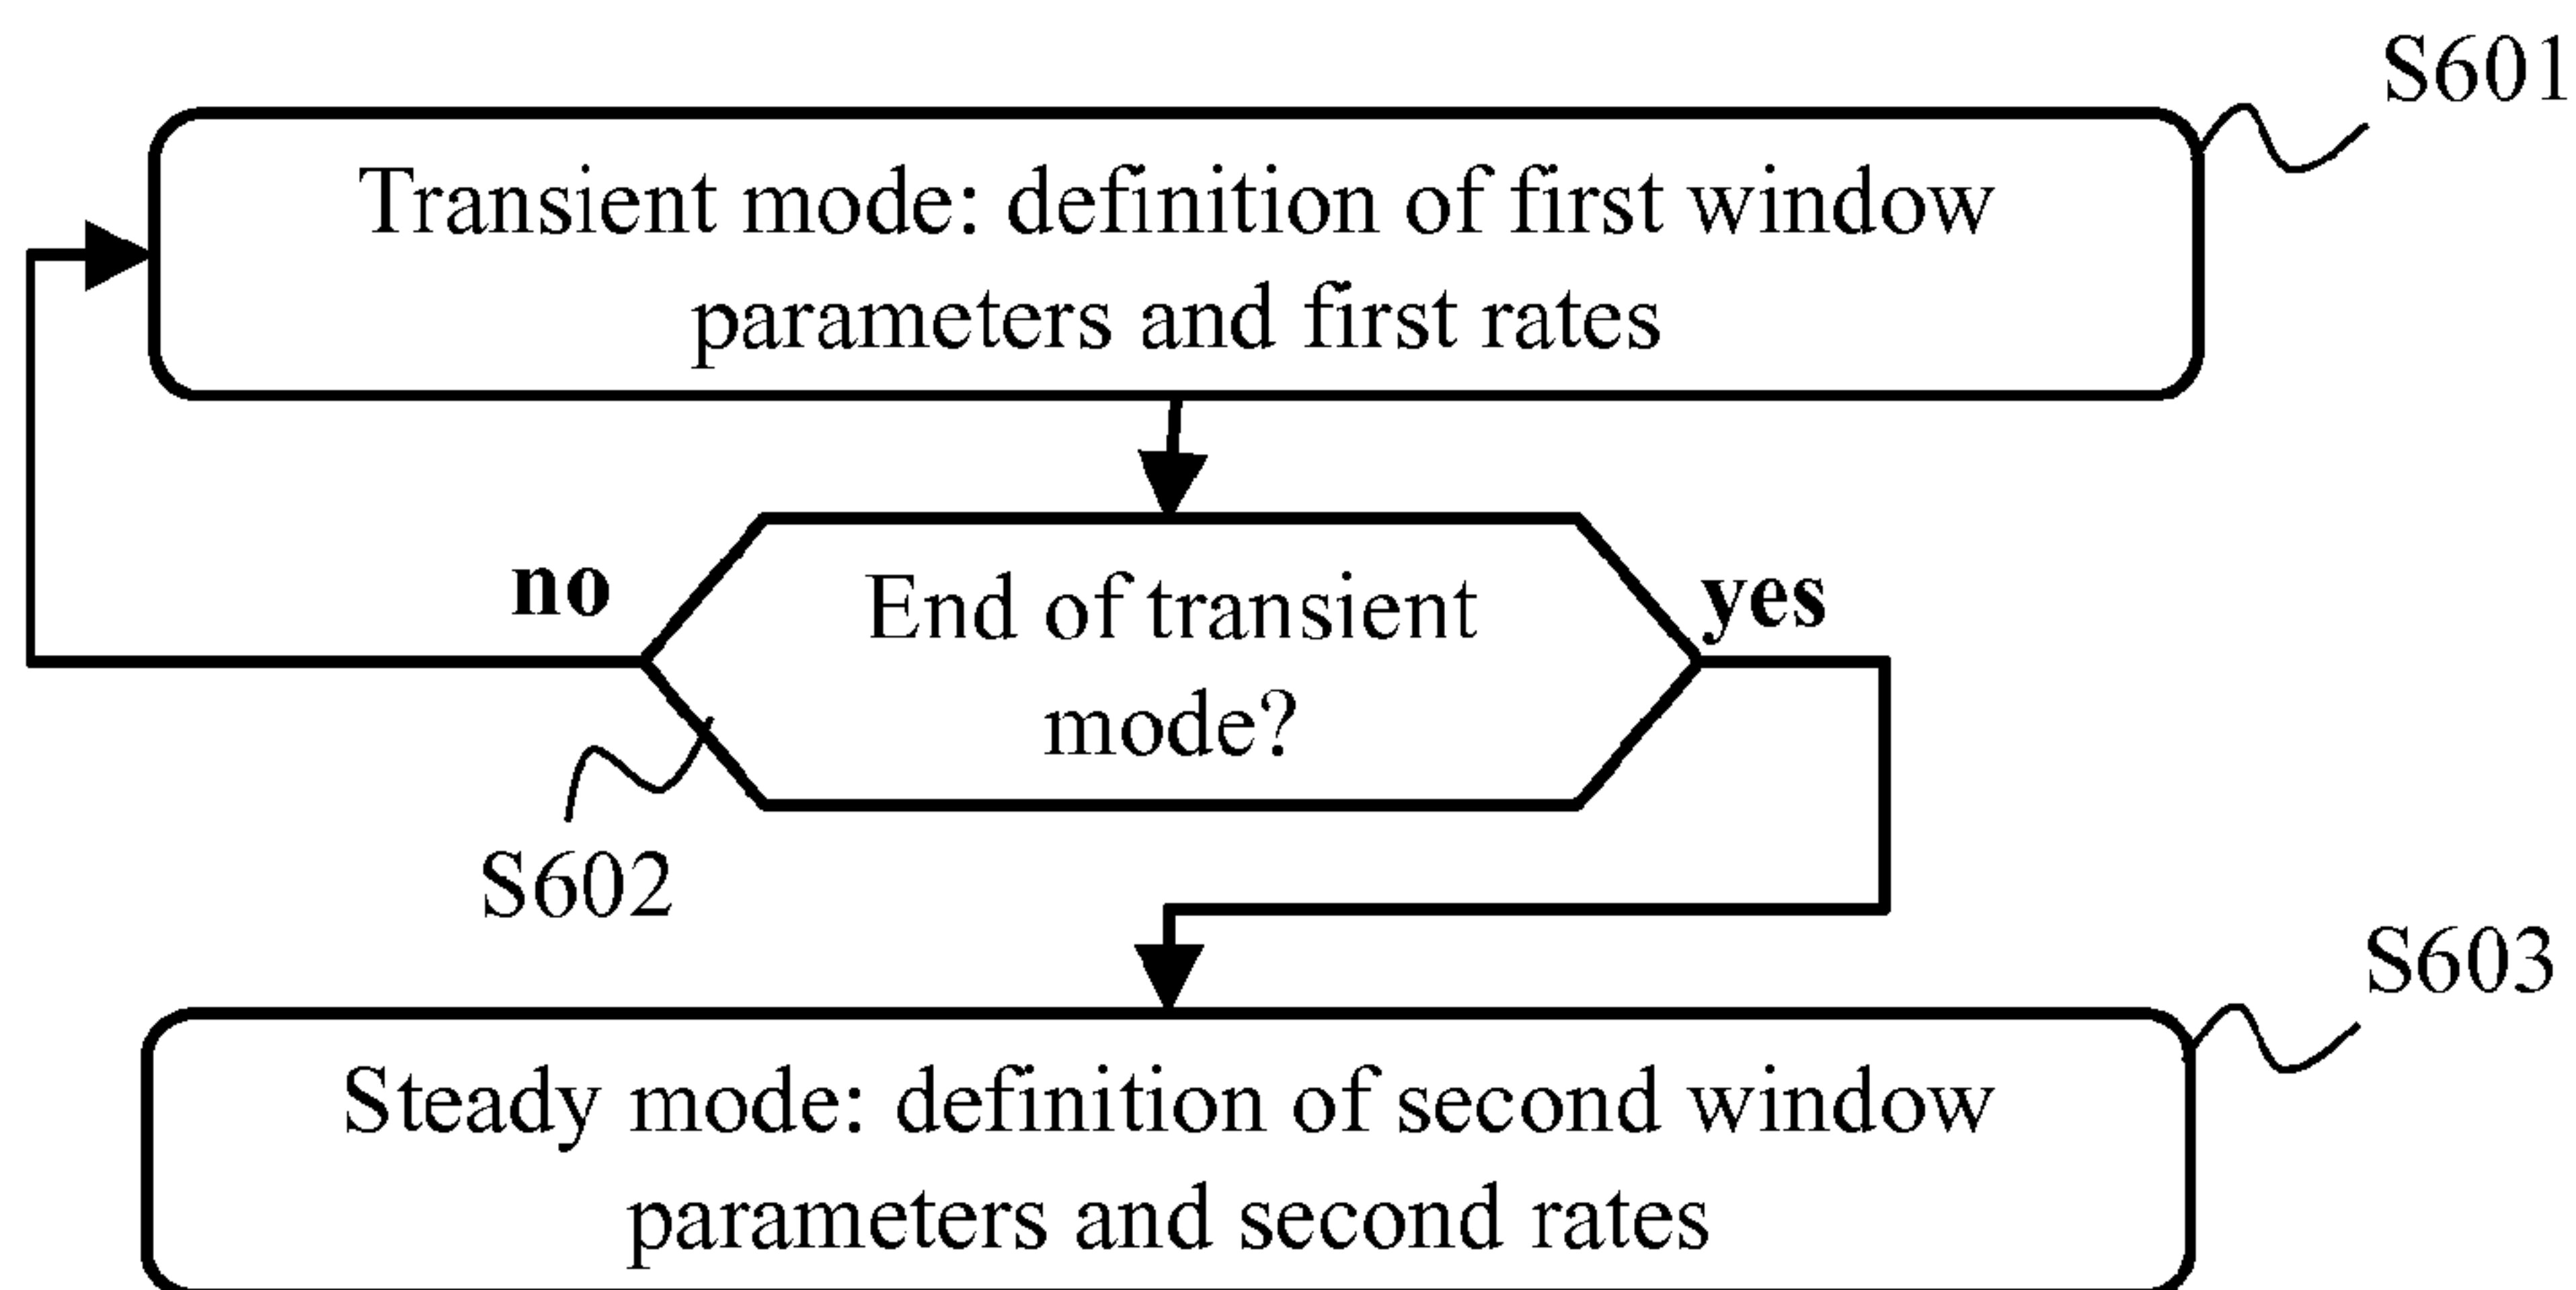 S601
Transient mode: definition of first window
parameters and first rates
no
End of transient
mode?
yes
S602
S603
Steady mode: definition of second window
parameters and second rates